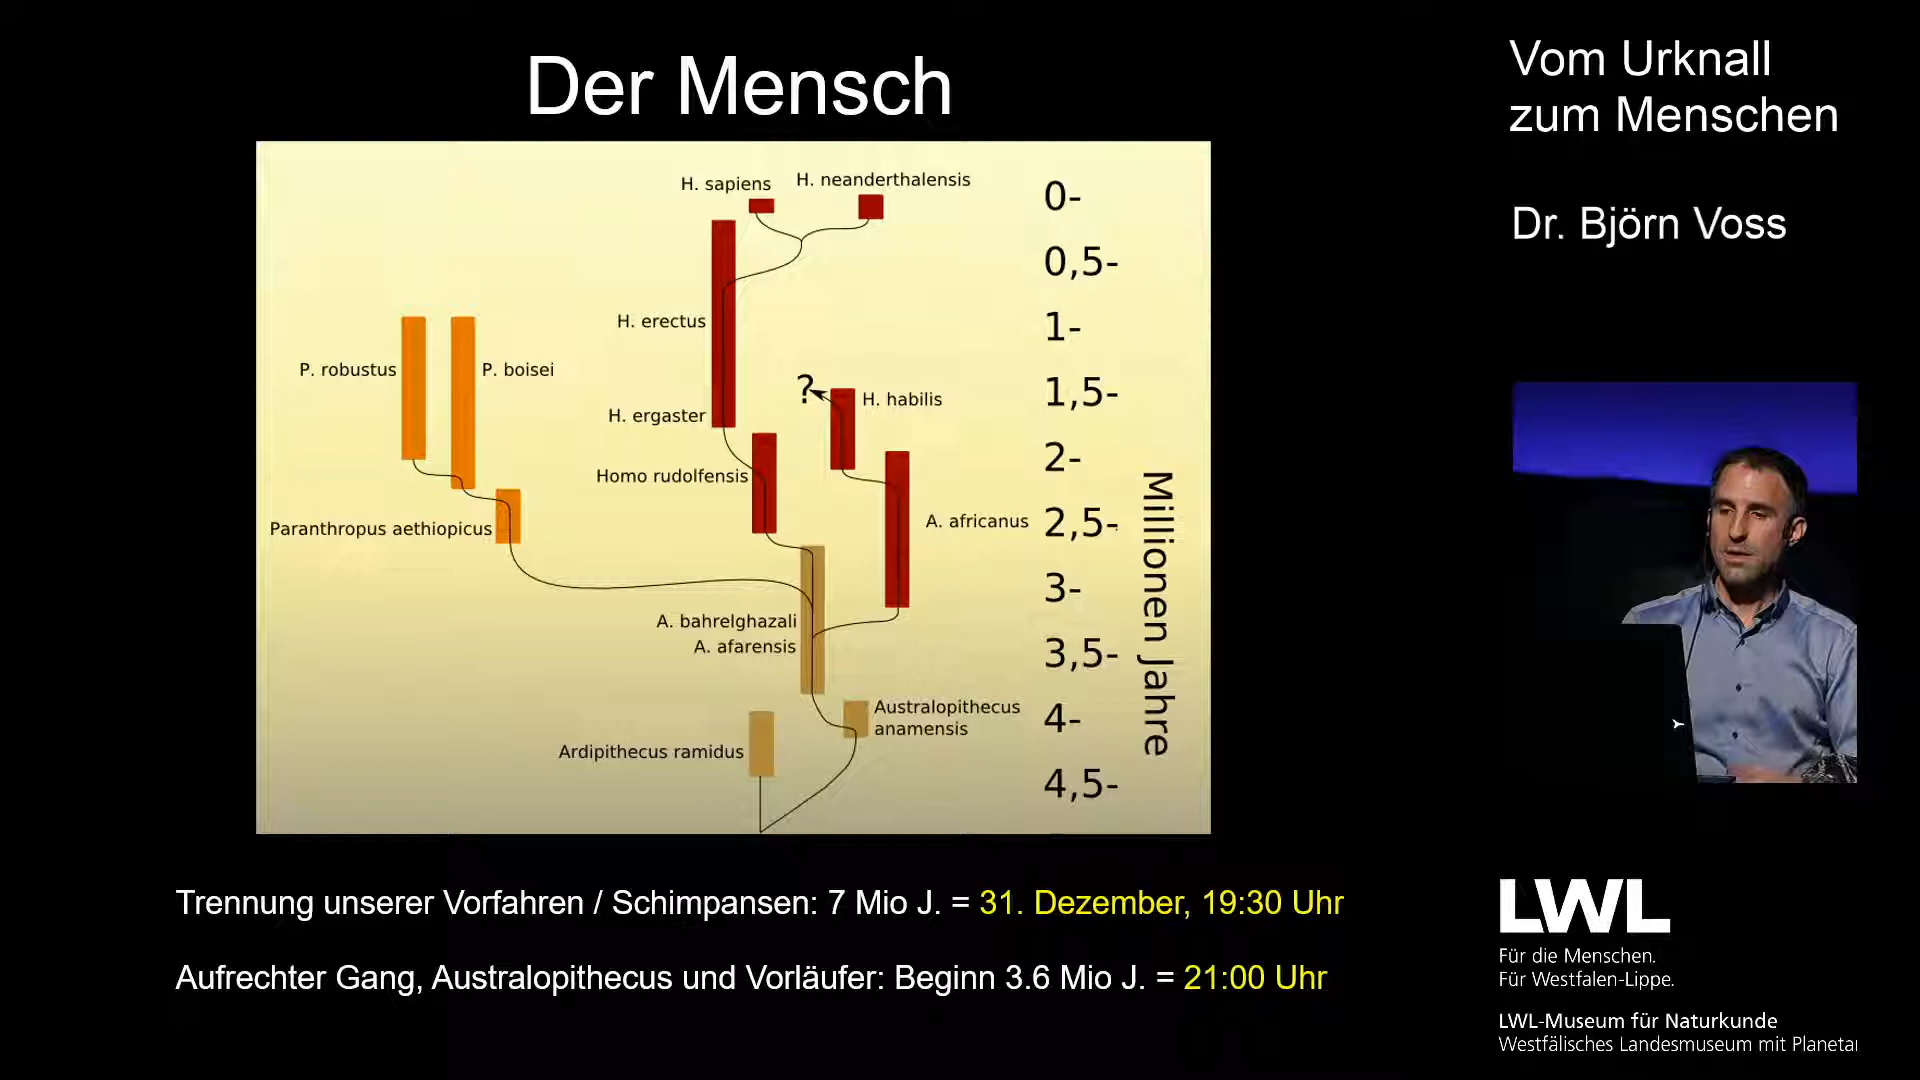 Der Mensch
Vom Urknall
zum Menschen
Dr. Björn Voss
H. sapiens
H. neanderthalensis
0-
0,5-
H. erectus
1-
P. robustus
P. boisei
?
H. habilis
1,5-
H. ergaster
2-
Homo rudolfensis
Paranthropus aethiopicus
A. africanus
2,5-
3-
A. bahrelghazali
A. afarensis
3,5-
Australopithecus
anamensis
4-
Ardipithecus ramidus
4,5-
Millionen Jahre
Trennung unserer Vorfahren / Schimpansen: 7 Mio J. = 31. Dezember, 19:30 Uhr
Aufrechter Gang, Australopithecus und Vorläufer: Beginn 3.6 Mio J. = 21:00 Uhr
LWL
Für die Menschen.
Für Westfalen-Lippe.
LWL-Museum für Naturkunde
Westfälisches Landesmuseum mit Planeta